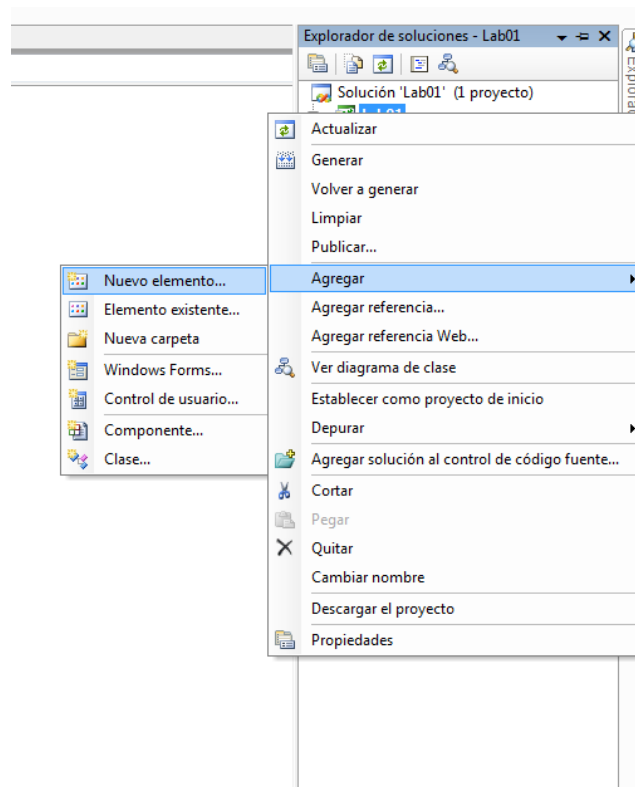 Explorador de soluciones - Lab01
Solución 'Lab01' (1 proyecto)
Lab01
Actualizar
Generar
Volver a generar
Limpiar
Publicar...
Agregar
Agregar referencia...
Agregar referencia Web...
Ver diagrama de clase
Establecer como proyecto de inicio
Depurar
Agregar solución al control de código fuente...
Cortar
Pegar
Quitar
Cambiar nombre
Descargar el proyecto
Propiedades
Nuevo elemento...
Elemento existente...
Nueva carpeta
Windows Forms...
Control de usuario...
Componente...
Clase...